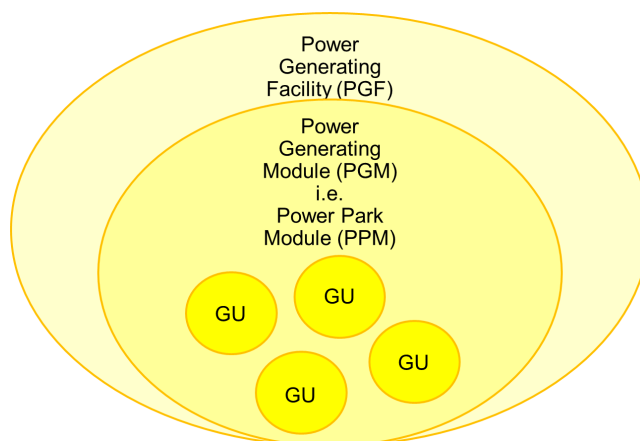 Power
Generating
Facility (PGF)
Power
Generating
Module (PGM)
i.e.
Power Park
Module (PPM)
GU
GU
GU
GU